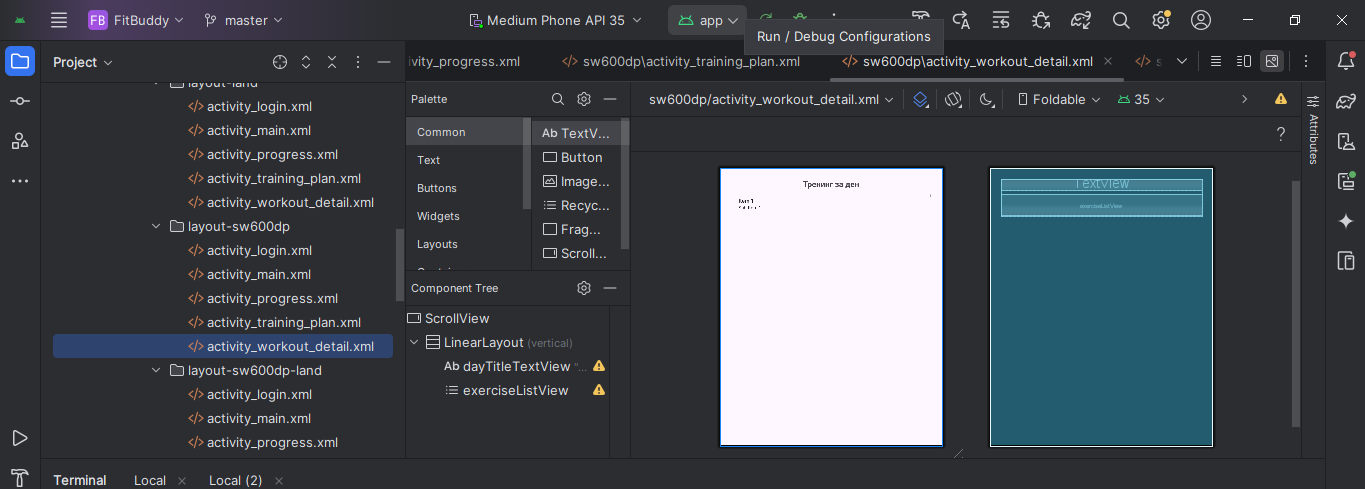 FB FitBuddy master Medium Phone API 35 app
Run / Debug Configurations
Project
ivity_progress.xml sw600dp\activity_training_plan.xml sw600dp\activity_workout_detail.xml
layout-land
activity_login.xml
activity_main.xml
activity_progress.xml
activity_training_plan.xml
activity_workout_detail.xml
layout-sw600dp
activity_login.xml
activity_main.xml
activity_progress.xml
activity_training_plan.xml
activity_workout_detail.xml
layout-sw600dp-land
activity_login.xml
activity_main.xml
activity_progress.xml
Palette
Common
Text
Buttons
Widgets
Layouts
Ab TextV...
Button
Image...
Recyc...
Frag...
Scroll...
Component Tree
ScrollView
LinearLayout (vertical)
Ab dayTitleTextView "...
exerciseListView
sw600dp/activity_workout_detail.xml Foldable 35
?
Тренинг за ден
TextView
exerciseListView
Attributes
Terminal Local Local (2)